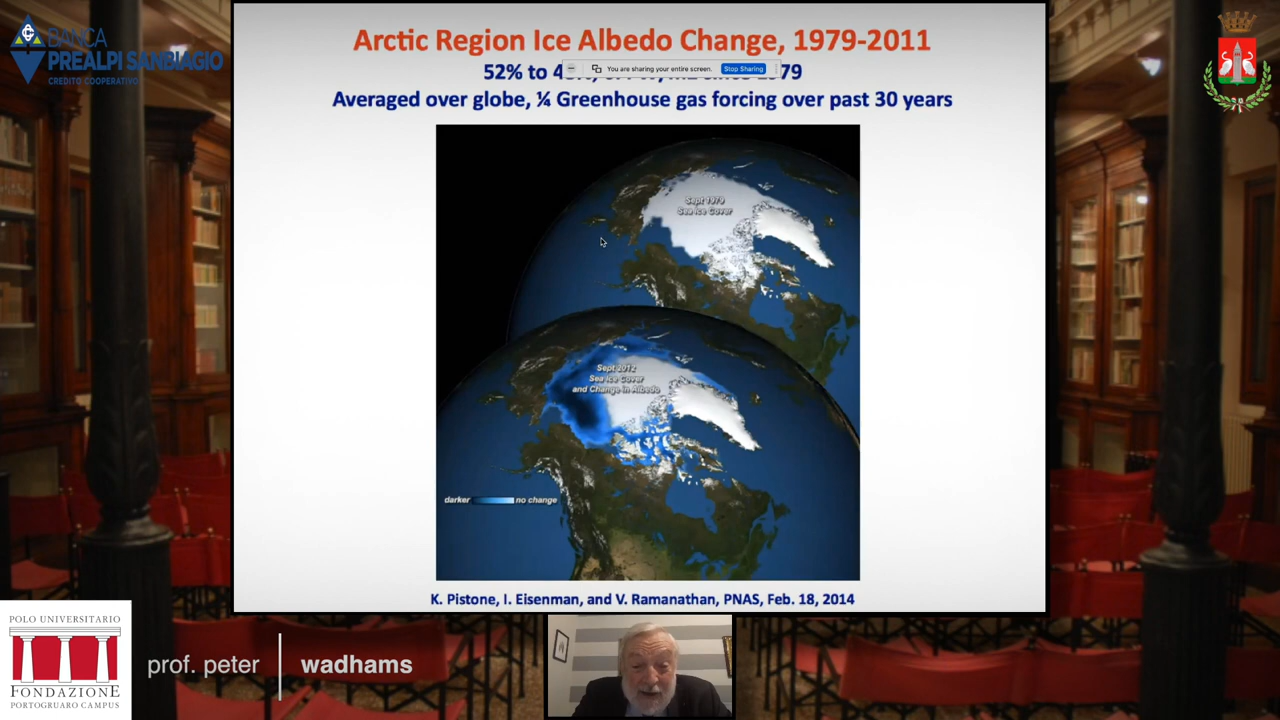 BANCA
PREALPI SANBIAGIO
CREDITO COOPERATIVO
Arctic Region Ice Albedo Change, 1979-2011
52% to 4
79
You are sharing your entire screen.
Stop Sharing
Averaged over globe, ¼ Greenhouse gas forcing over past 30 years
Sept 1979
Sea Ice Cover
Sept 2012
Sea Ice Cover
and Change in Albedo
darker
no change
K. Pistone, I. Eisenman, and V. Ramanathan, PNAS, Feb. 18, 2014
POLO UNIVERSITARIO
FONDAZIONE
PORTOGRUARO CAMPUS
prof. peter
wadhams